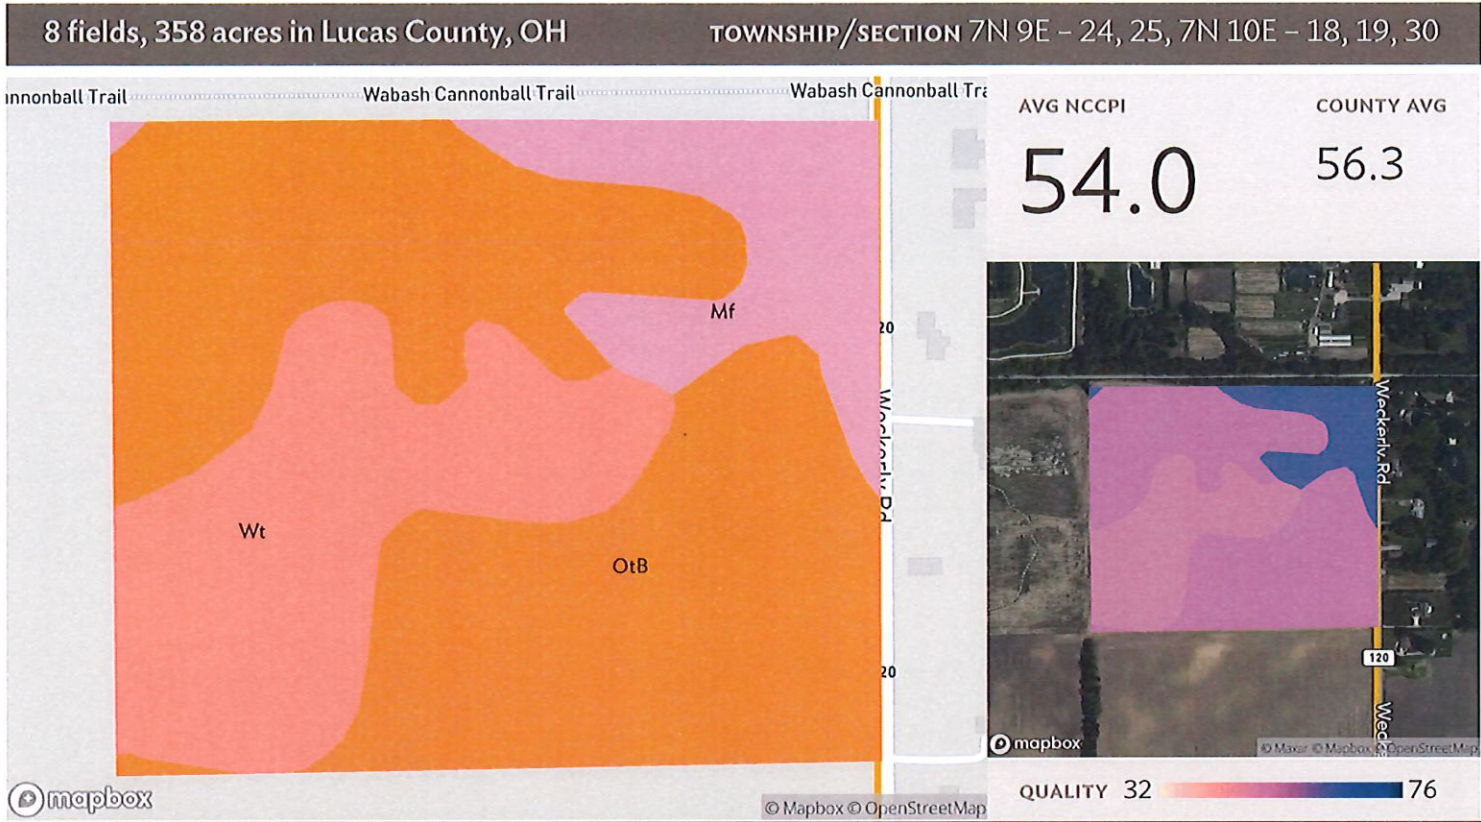 8 fields, 358 acres in Lucas County, OH
TOWNSHIP/SECTION 7N 9E – 24, 25, 7N 10E – 18, 19, 30
nnonball Trail
Wabash Cannonball Trail
Wabash Cannonball Tra
Mf
20
Weckerly Rd
Wt
OtB
20
mapbox
© Mapbox © OpenStreetMap
AVG NCCPI
COUNTY AVG
54.0
56.3
Weckerly Rd
120
Wecke
mapbox
© Maxar © Mapbox © OpenStreetMap
QUALITY 32 76